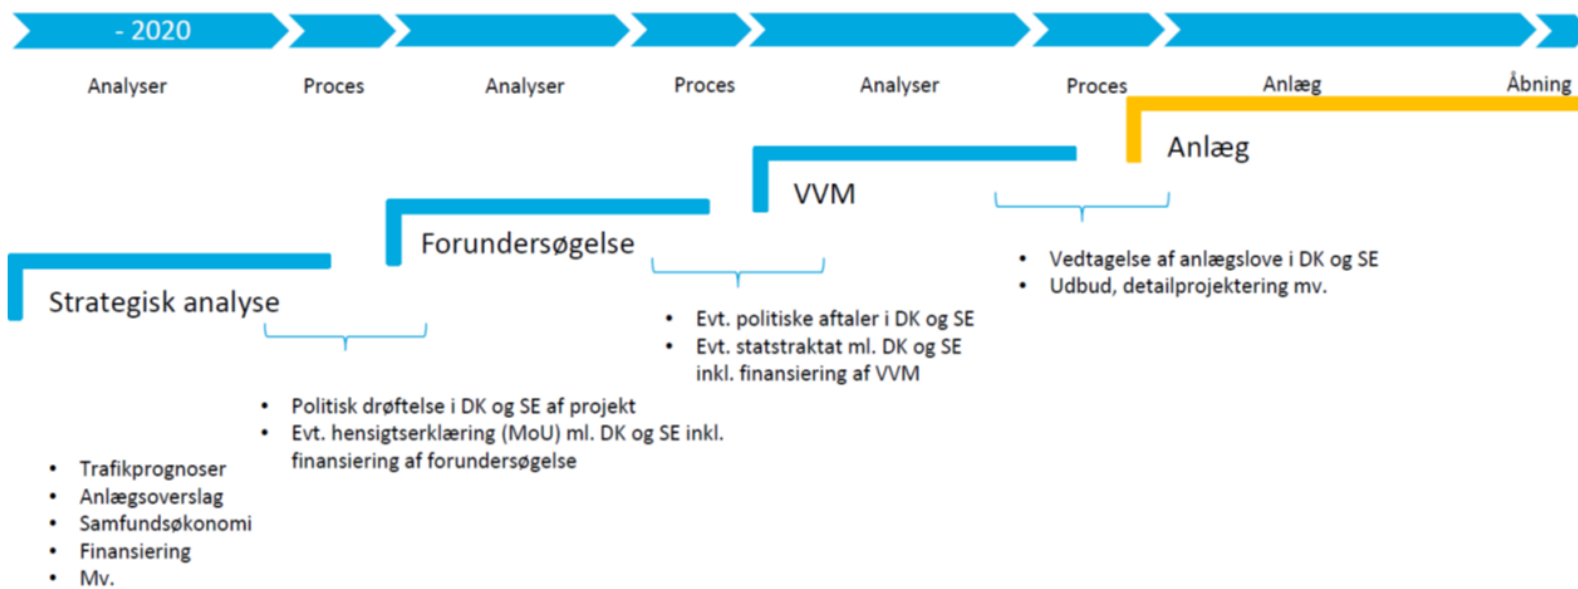 - 2020
Analyser
Proces
Analyser
Proces
Analyser
Proces
Anlæg
Åbning
Anlæg
VVM
Forundersøgelse
Strategisk analyse
• Vedtagelse af anlægslove i DK og SE
• Udbud, detailprojektering mv.
• Evt. politiske aftaler i DK og SE
• Evt. statstraktat ml. DK og SE
inkl. finansiering af VVM
• Politisk drøftelse i DK og SE af projekt
• Evt. hensigtserklæring (MoU) ml. DK og SE inkl.
finansiering af forundersøgelse
• Trafikprognoser
• Anlægsoverslag
• Samfundsøkonomi
• Finansiering
• Mv.